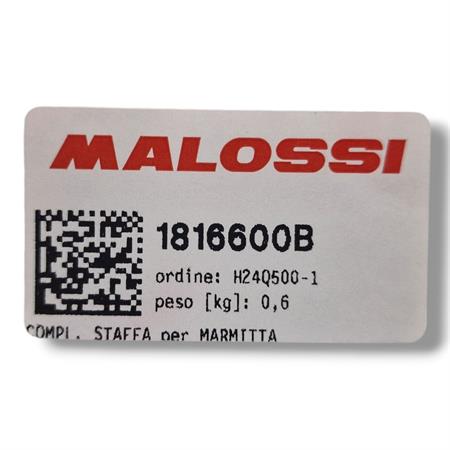 MALOSSI
1816600B
ordine: H24Q500-1
peso [kg]: 0,6
COMPL. STAFFA per MARMITTA